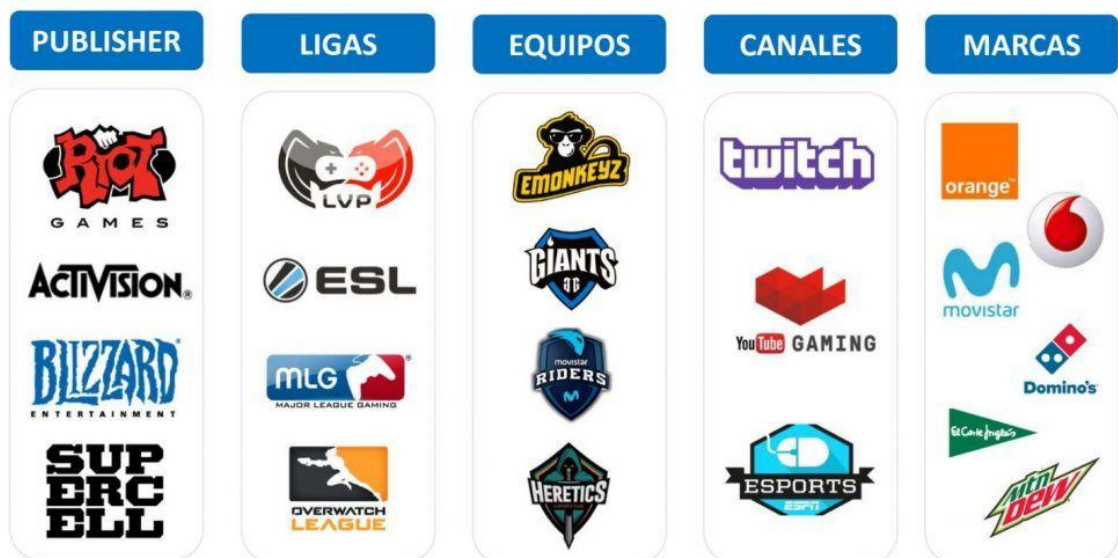 PUBLISHER
LIGAS
EQUIPOS
CANALES
MARCAS
RIOT
GAMES
ACTIVISION®
BLIZZARD®
ENTERTAINMENT
SUP
ERC
ELL
LVP
ESL
MLG®
MAJOR LEAGUE GAMING
OVERWATCH
LEAGUE
EMONKEYZ
GIANTS
movistar
RIDERS
HERETICS
twitch
YouTube GAMING
ESPORTS
ESPN
orange™
movistar
Domino's
El Corte Inglés
mtn
DEW